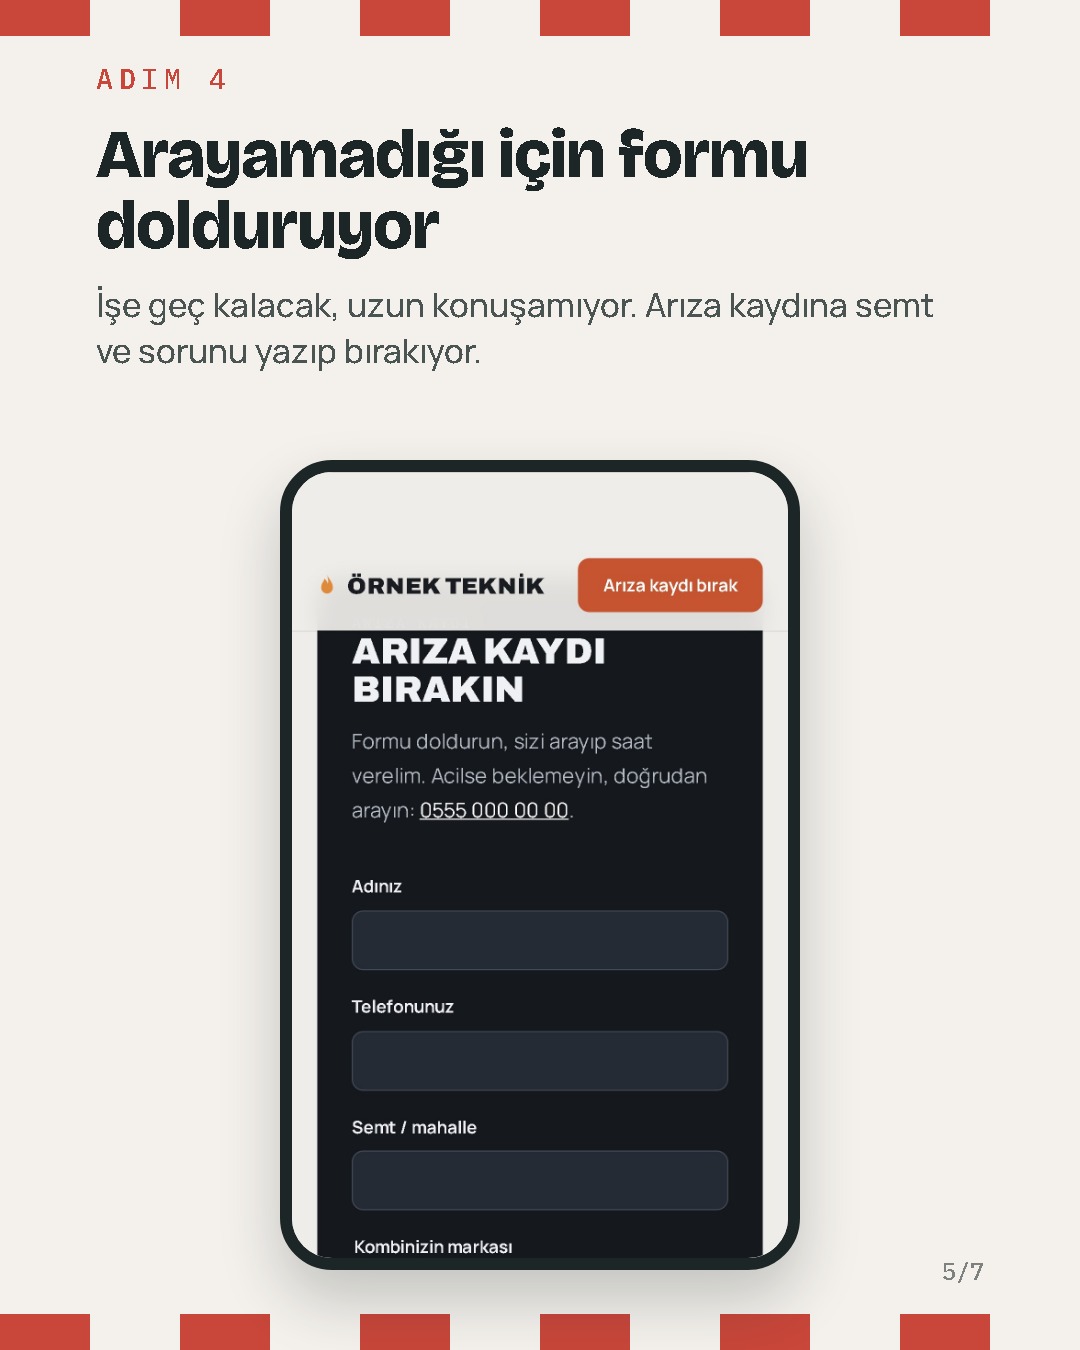 ADIM 4
Arayamadığı için formu
dolduruyor
İşe geç kalacak, uzun konuşamıyor. Arıza kaydına semt
ve sorunu yazıp bırakıyor.
ÖRNEK TEKNİK
Arıza kaydı bırak
ARIZA KAYDI
BIRAKIN
Formu doldurun, sizi arayıp saat
verelim. Acilse beklemeyin, doğrudan
arayın: 0555 000 00 00.
Adınız
Telefonunuz
Semt / mahalle
Kombinizin markası
5/7